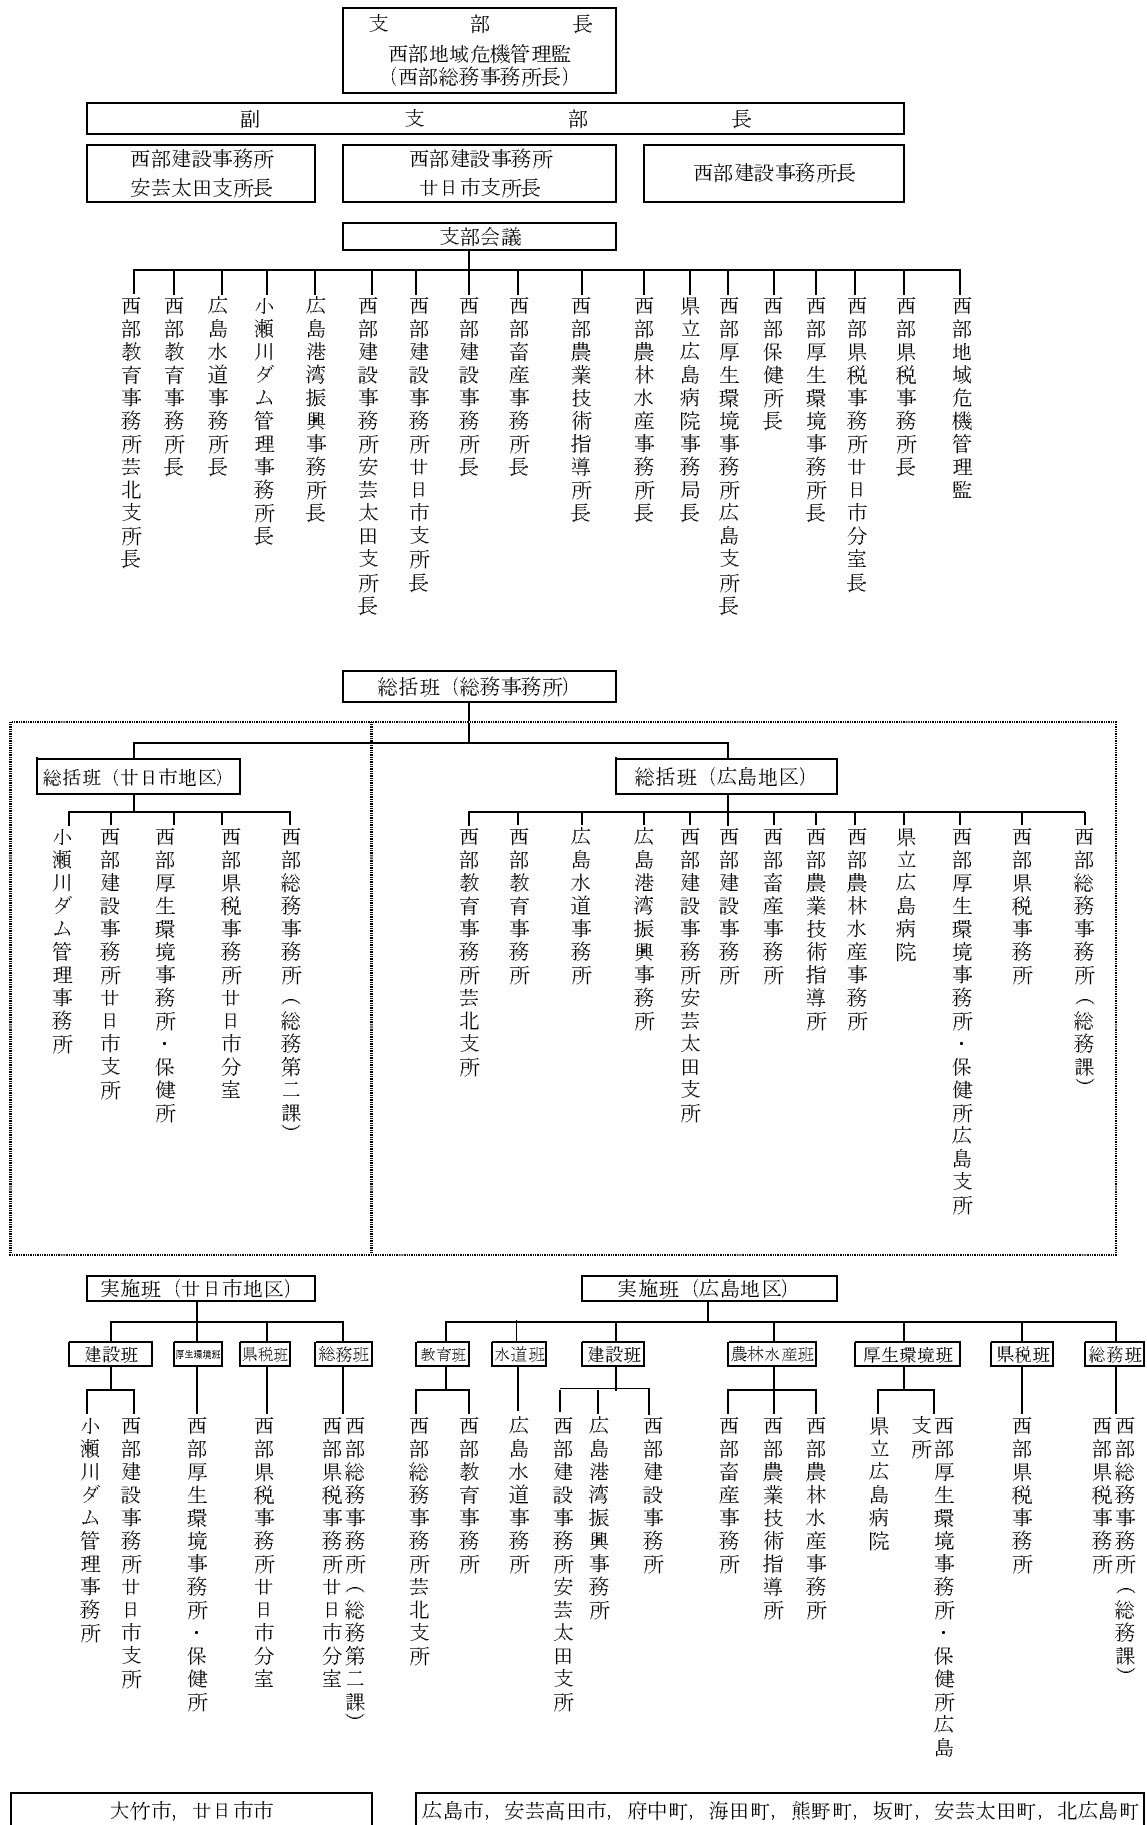 支部長
西部地域危機管理監
（西部総務事務所長）
副支部長
西部建設事務所
安芸太田支所長
西部建設事務所
廿日市支所長
西部建設事務所長
支部会議
西部地域危機管理監
西部県税事務所長
西部県税事務所廿日市分室長
西部厚生環境事務所長
西部保健所長
西部厚生環境事務所広島支所長
県立広島病院事務局長
西部農林水産事務所長
西部農業技術指導所長
西部畜産事務所長
西部建設事務所長
西部建設事務所廿日市支所長
西部建設事務所安芸太田支所長
広島港湾振興事務所長
小瀬川ダム管理事務所長
広島水道事務所長
西部教育事務所長
西部教育事務所芸北支所長
総括班（総務事務所）
総括班（廿日市地区）
西部総務事務所（総務第二課）
西部県税事務所廿日市分室
西部厚生環境事務所・保健所
西部建設事務所廿日市支所
小瀬川ダム管理事務所
総括班（広島地区）
西部総務事務所（総務課）
西部県税事務所
西部厚生環境事務所・保健所広島支所
県立広島病院
西部農林水産事務所
西部農業技術指導所
西部畜産事務所
西部建設事務所
西部建設事務所安芸太田支所
広島港湾振興事務所
広島水道事務所
西部教育事務所
西部教育事務所芸北支所
実施班（廿日市地区）
総務班
西部総務事務所（総務第二課）
西部県税事務所廿日市分室
県税班
西部県税事務所廿日市分室
厚生環境班
西部厚生環境事務所・保健所
建設班
西部建設事務所廿日市支所
小瀬川ダム管理事務所
実施班（広島地区）
総務班
西部総務事務所（総務課）
西部県税事務所
県税班
西部県税事務所
厚生環境班
西部厚生環境事務所・保健所広島
支所
県立広島病院
農林水産班
西部農林水産事務所
西部農業技術指導所
西部畜産事務所
建設班
西部建設事務所
広島港湾振興事務所
西部建設事務所安芸太田支所
水道班
広島水道事務所
教育班
西部教育事務所
西部総務事務所芸北支所
大竹市，廿日市市
広島市，安芸高田市，府中町，海田町，熊野町，坂町，安芸太田町，北広島町